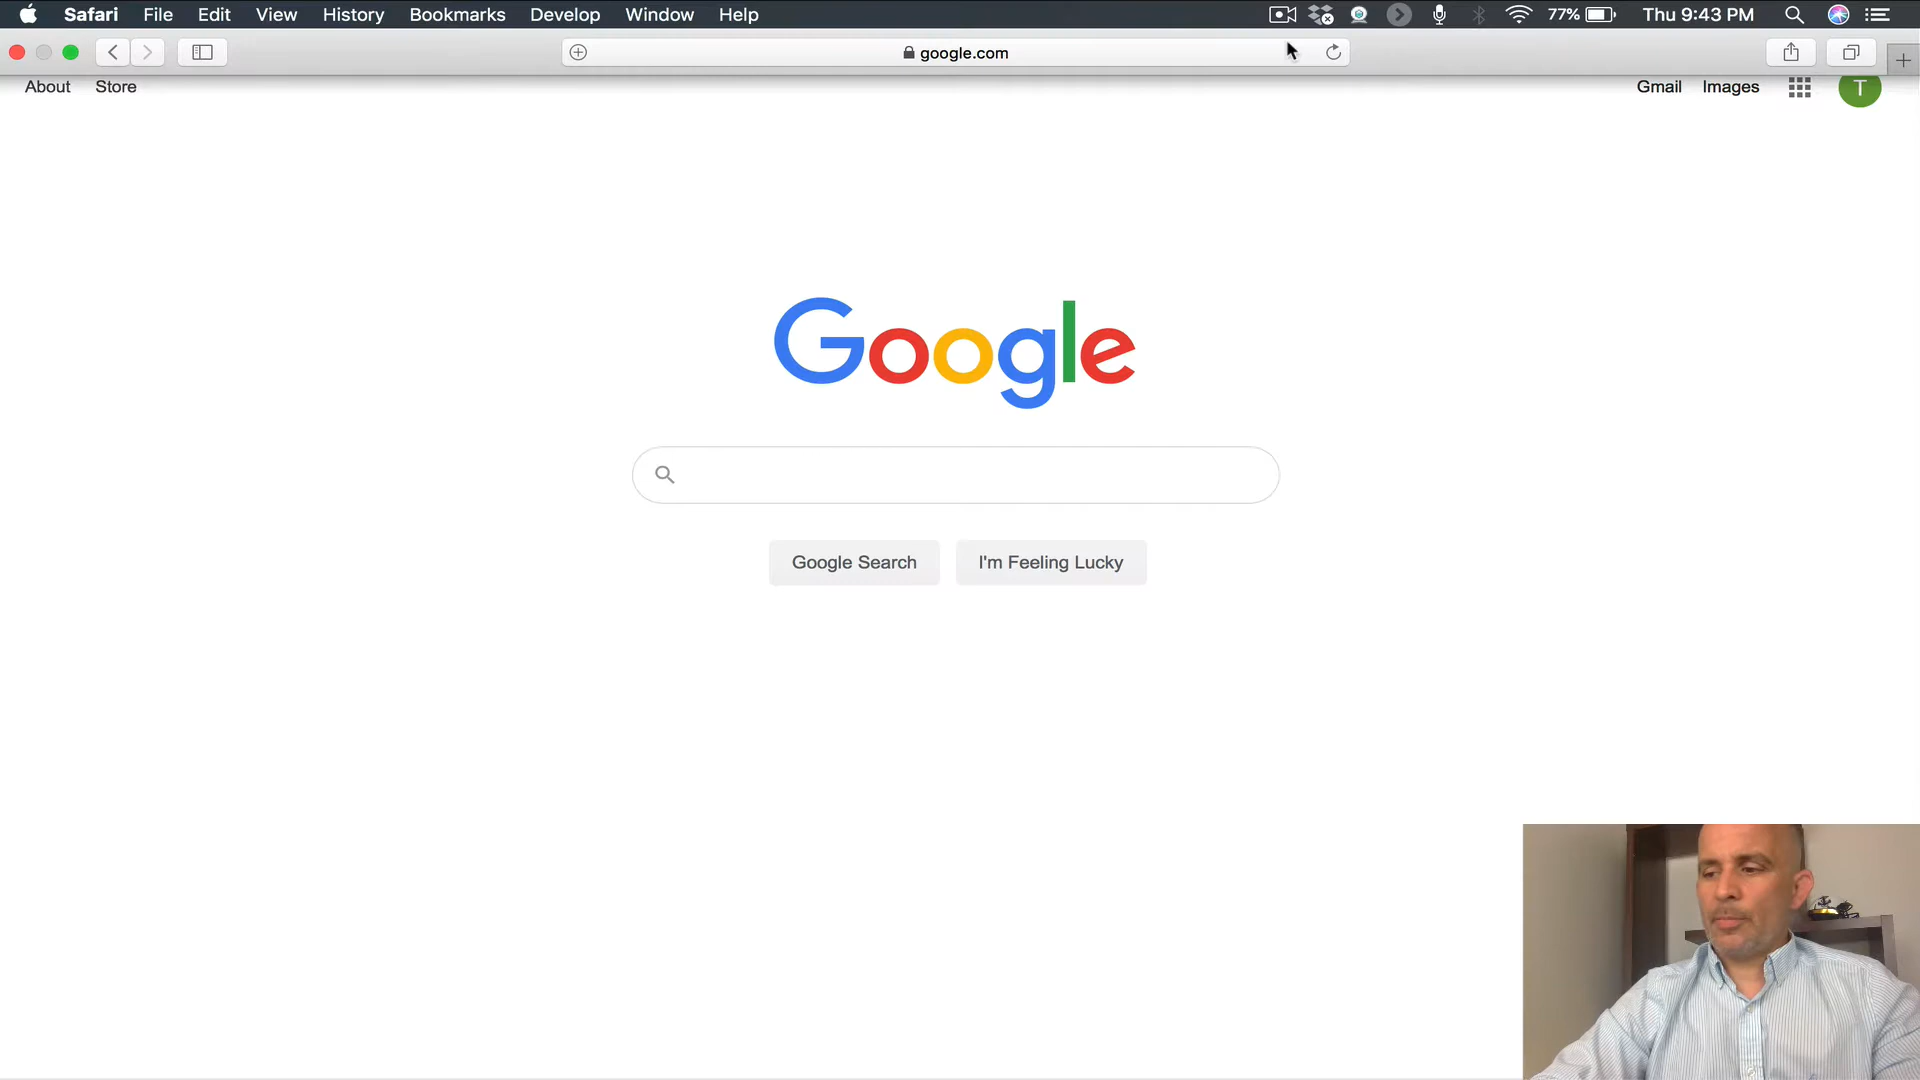 Safari File Edit View History Bookmarks Develop Window Help 77% Thu 9:43 PM
google.com
About Store Gmail Images T
Google
Google Search I'm Feeling Lucky